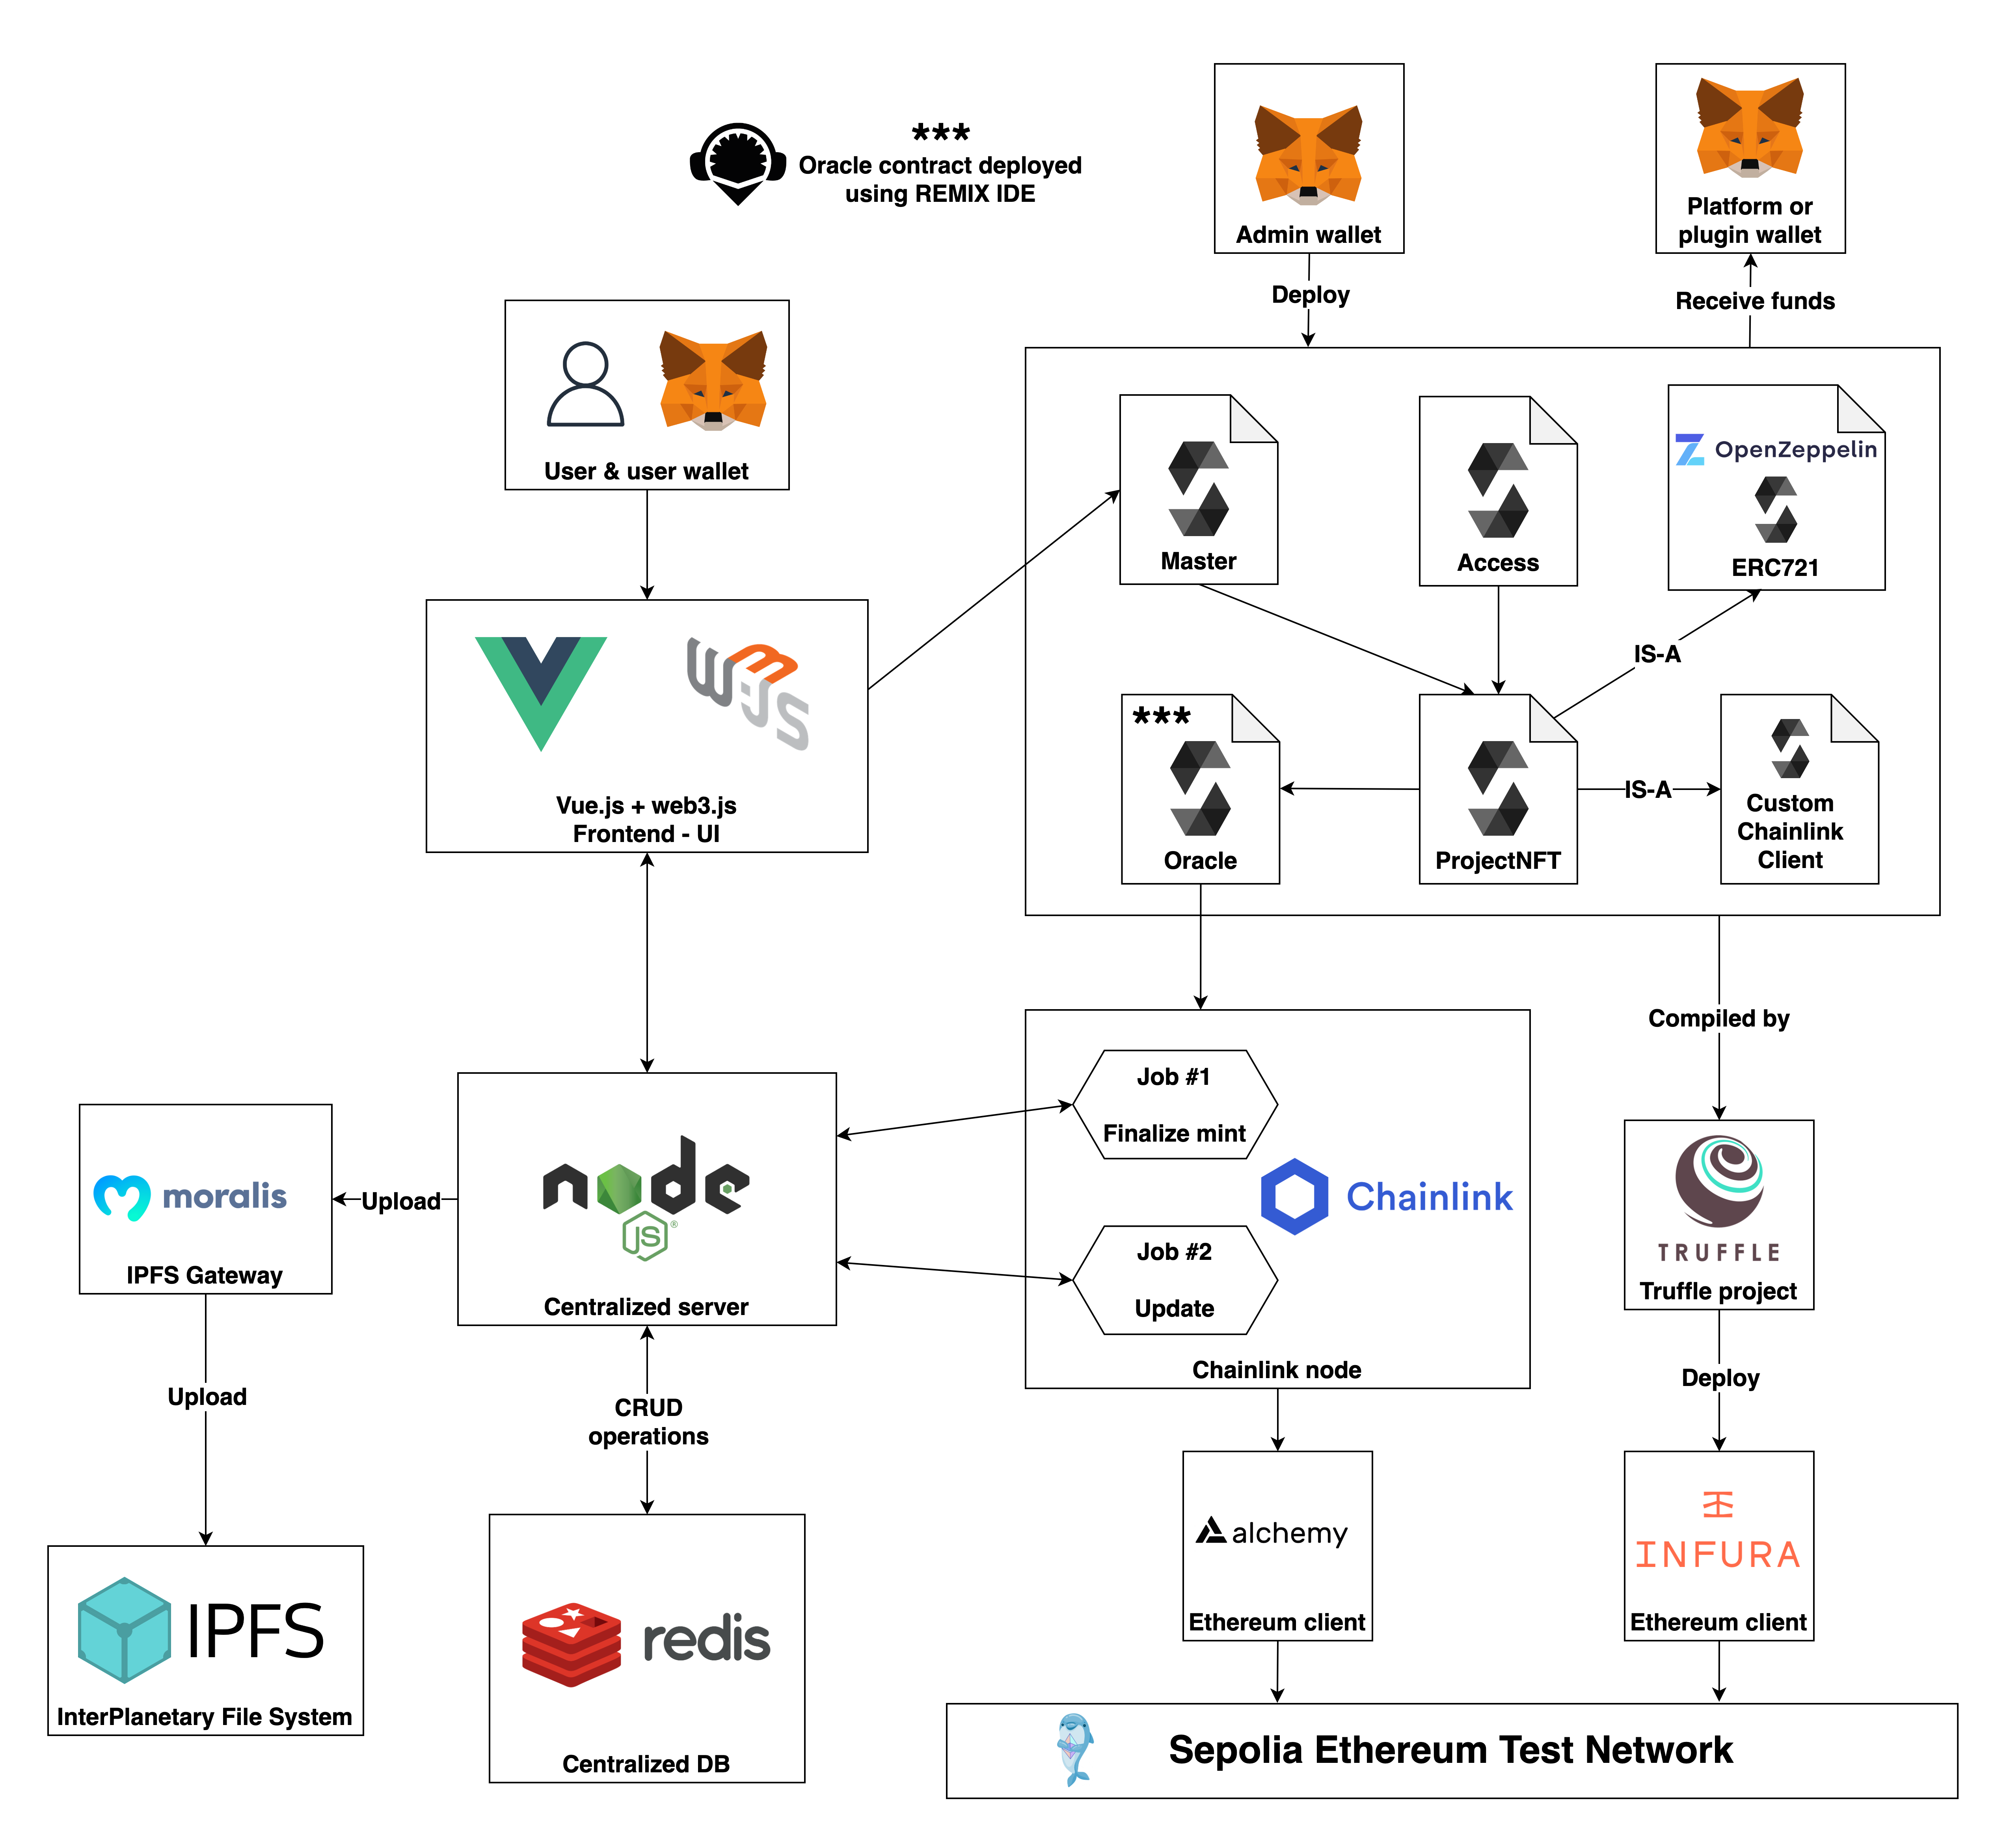 ***
Oracle contract deployed
using REMIX IDE
Admin wallet
Platform or
plugin wallet
Deploy
Receive funds
User & user wallet
Master
Access
OpenZeppelin
ERC721
IS-A
W3:JS
Vue.js + web3.js
Frontend - UI
***
Oracle
ProjectNFT
IS-A
Custom
Chainlink
Client
Compiled by
Job #1
Finalize mint
Chainlink
Job #2
Update
Chainlink node
node
JS®
Centralized server
Upload
moralis
IPFS Gateway
Upload
TRUFFLE
Truffle project
Deploy
CRUD
operations
alchemy
Ethereum client
INFURA
Ethereum client
IPFS
InterPlanetary File System
redis
Centralized DB
Sepolia Ethereum Test Network